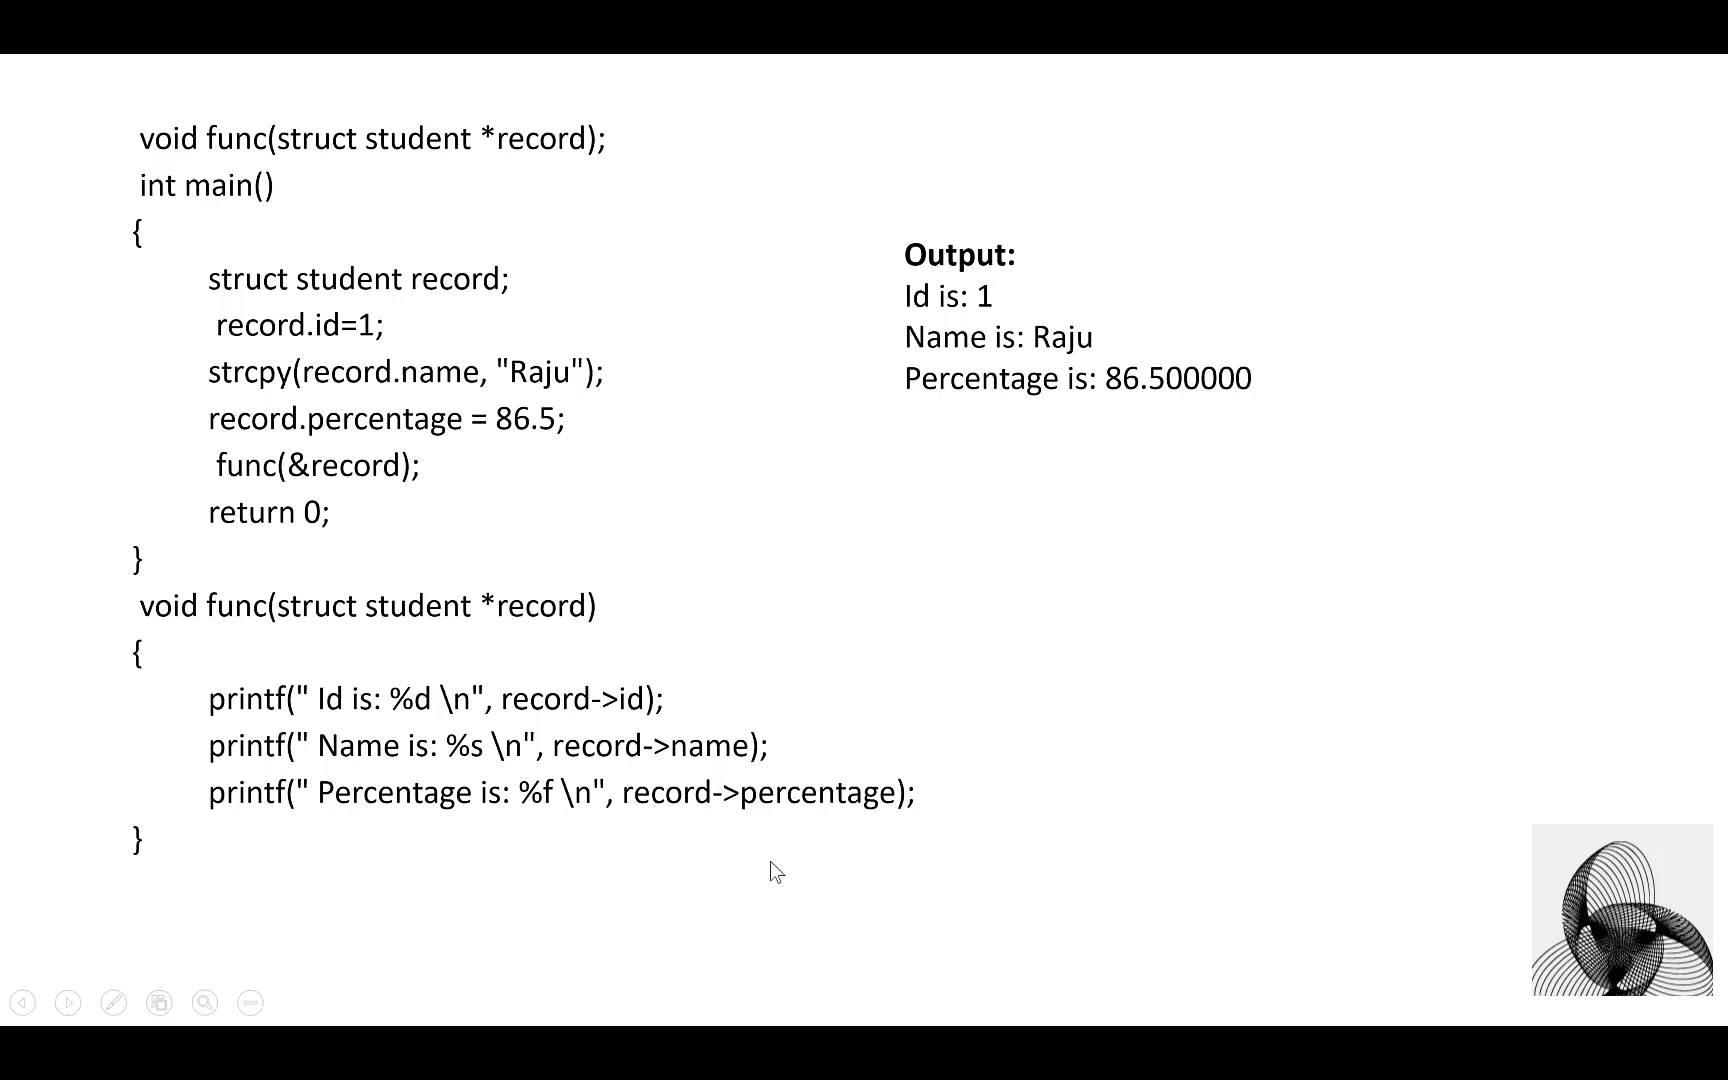 void func(struct student *record);
int main()
{
struct student record;
record.id=1;
strcpy(record.name, "Raju");
record.percentage = 86.5;
func(&record);
return 0;
}
void func(struct student *record)
{
printf(" Id is: %d \n", record->id);
printf(" Name is: %s \n", record->name);
printf(" Percentage is: %f \n", record->percentage);
}
Output:
Id is: 1
Name is: Raju
Percentage is: 86.500000